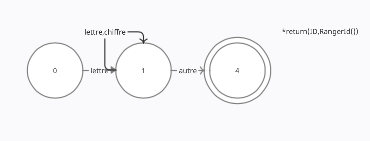 lettre,chiffre
*return(ID,RangerId())
0
lettre
1
autre
4